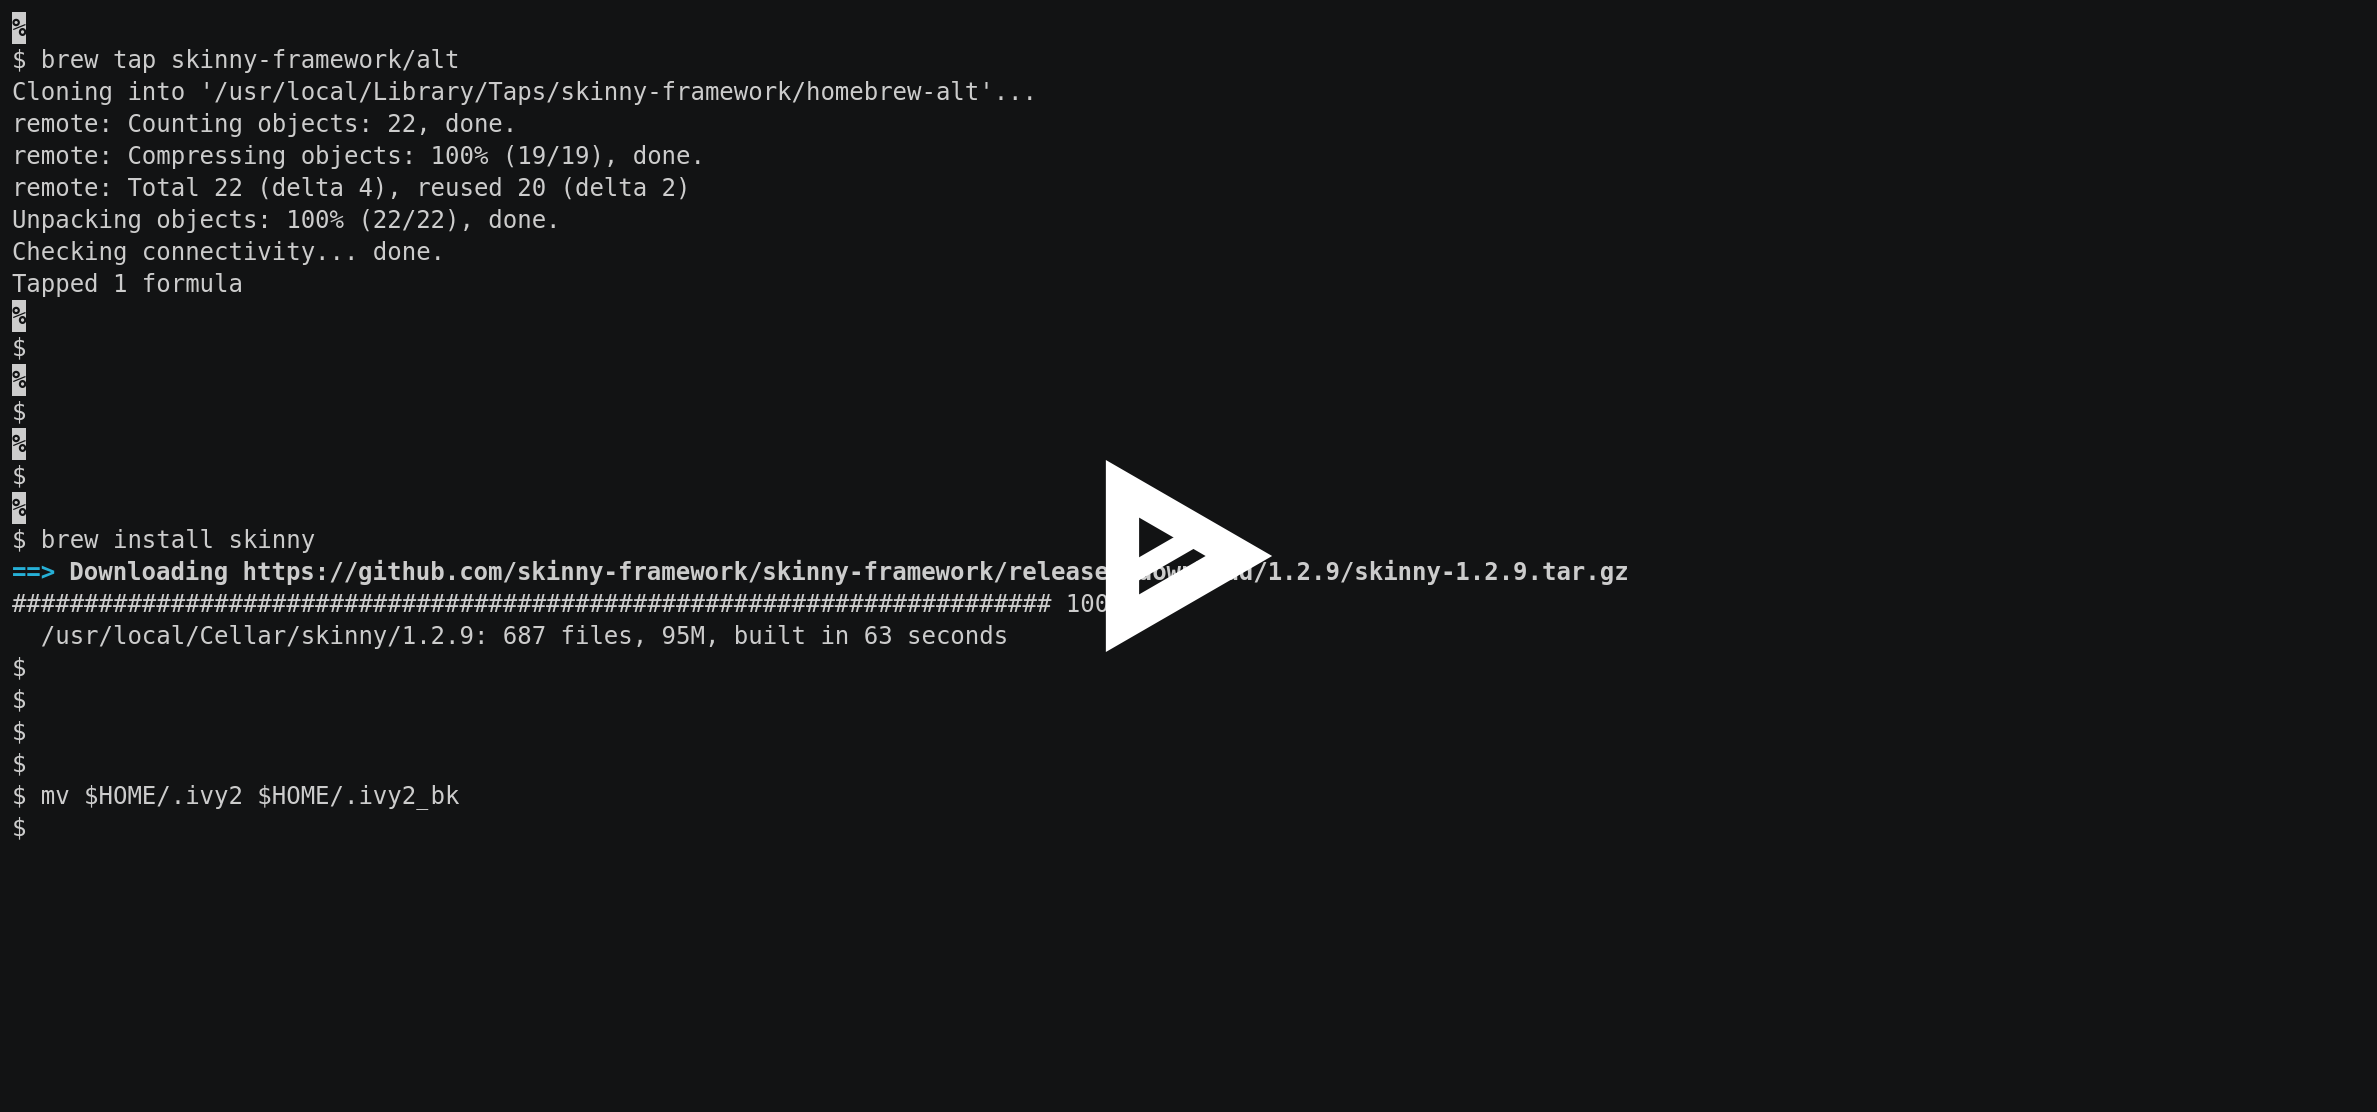 %
$ brew tap skinny-framework/alt
Cloning into '/usr/local/Library/Taps/skinny-framework/homebrew-alt'...
remote: Counting objects: 22, done.
remote: Compressing objects: 100% (19/19), done.
remote: Total 22 (delta 4), reused 20 (delta 2)
Unpacking objects: 100% (22/22), done.
Checking connectivity... done.
Tapped 1 formula
%
$
%
$
%
$
%
$ brew install skinny
==> Downloading https://github.com/skinny-framework/skinny-framework/release /1.2.9/skinny-1.2.9.tar.gz
######################################################################## 100
  /usr/local/Cellar/skinny/1.2.9: 687 files, 95M, built in 63 seconds
$
$
$
$
$ mv $HOME/.ivy2 $HOME/.ivy2_bk
$